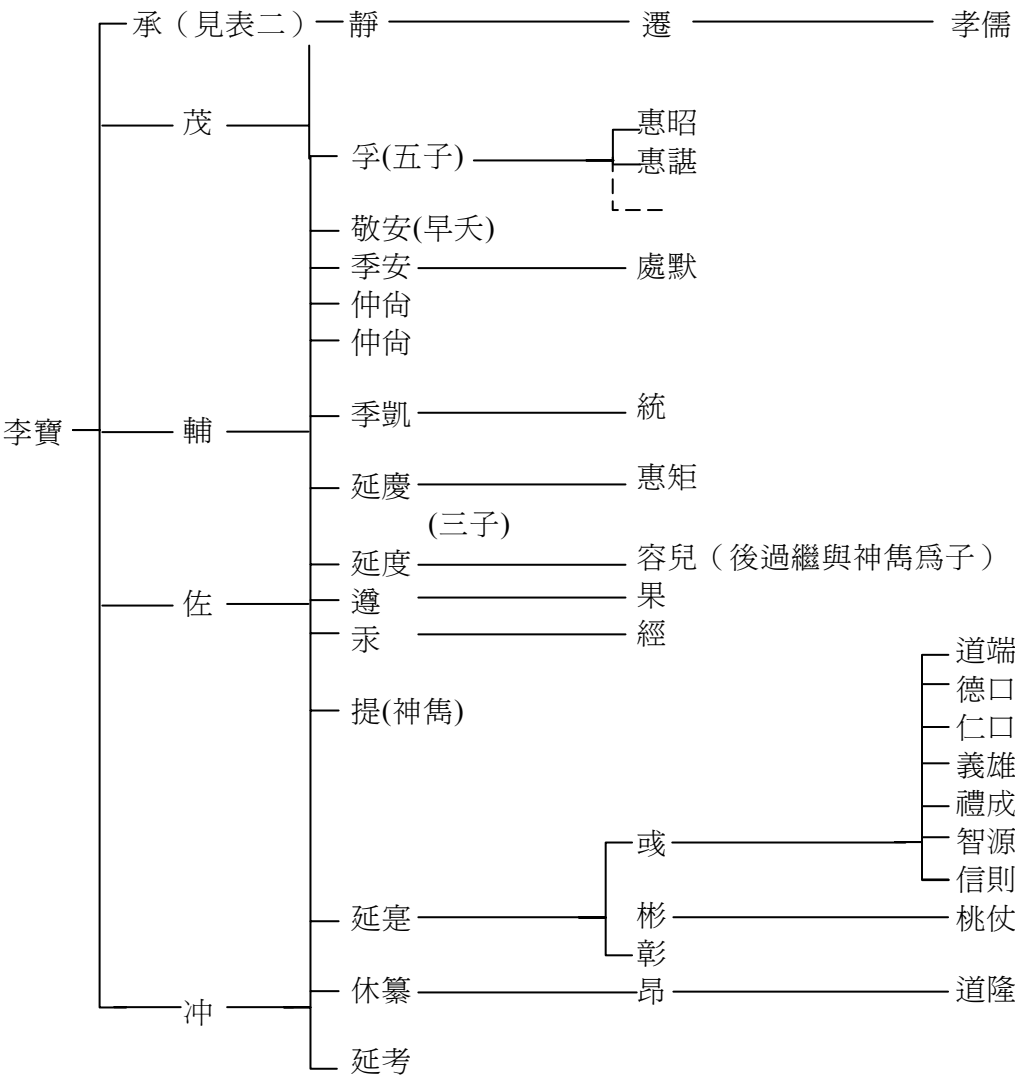 承（見表二） 靜 遷 孝儒
惠昭
茂
孚(五子)
惠諶
敬安(早夭)
季安 處默
仲尙
仲尙
季凱 統
李寶 輔
延慶 惠矩
(三子)
延度 容兒（後過繼與神雋爲子）
佐 遵 果
汞 經
道端
德口
提(神雋)
仁口
義雄
禮成
彧 智源
信則
延寔 彬 桃仗
彰
休纂 昂 道隆
冲
延考